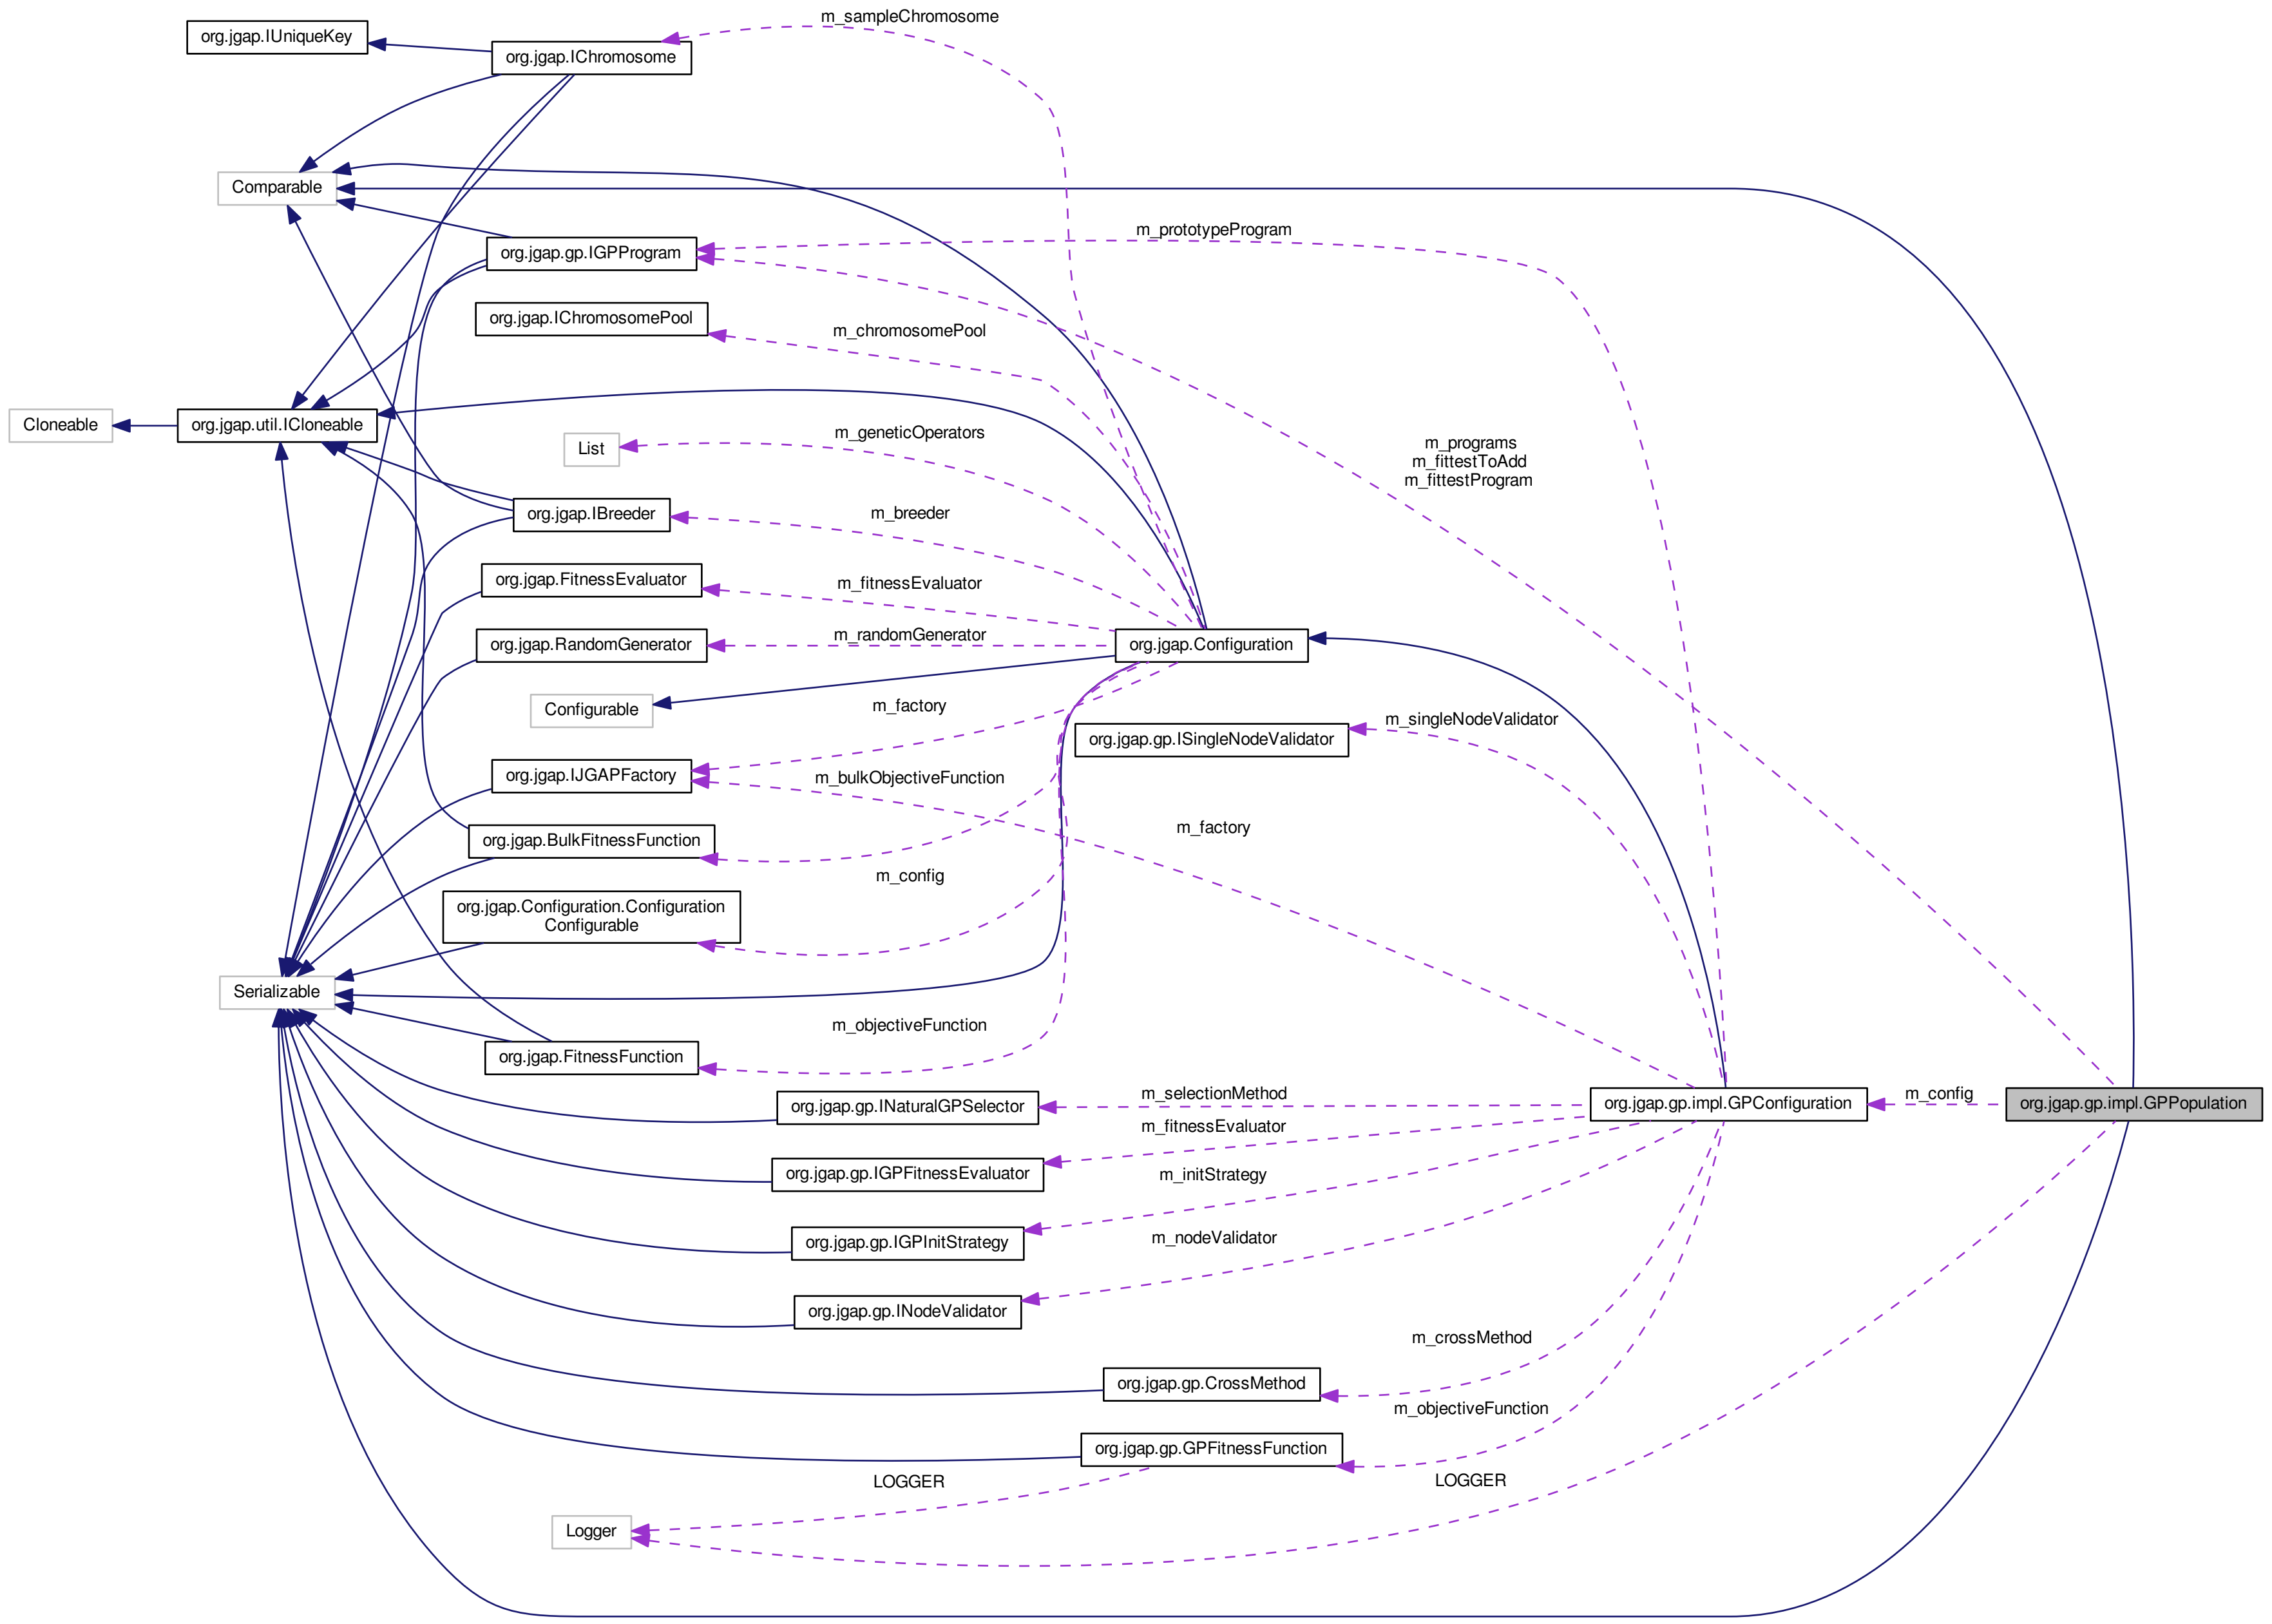 m_sampleChromosome
org.jgap.IUniqueKey
org.jgap.IChromosome
Comparable
m_prototypeProgram
org.jgap.gp.IGPProgram
org.jgap.IChromosomePool
m_chromosomePool
Cloneable
org.jgap.util.ICloneable
List
m_geneticOperators
m_programs
m_fittestToAdd
m_fittestProgram
org.jgap.IBreeder
m_breeder
org.jgap.FitnessEvaluator
m_fitnessEvaluator
org.jgap.RandomGenerator
m_randomGenerator
org.jgap.Configuration
Configurable
m_factory
m_singleNodeValidator
org.jgap.gp.ISingleNodeValidator
org.jgap.IJGAPFactory
m_bulkObjectiveFunction
m_factory
org.jgap.BulkFitnessFunction
m_config
org.jgap.Configuration.Configuration
Configurable
Serializable
m_objectiveFunction
org.jgap.FitnessFunction
m_selectionMethod
org.jgap.gp.INaturalGPSelector
org.jgap.gp.impl.GPConfiguration
m_config
org.jgap.gp.impl.GPPopulation
m_fitnessEvaluator
org.jgap.gp.IGPFitnessEvaluator
m_initStrategy
org.jgap.gp.IGPInitStrategy
m_nodeValidator
org.jgap.gp.INodeValidator
m_crossMethod
org.jgap.gp.CrossMethod
m_objectiveFunction
org.jgap.gp.GPFitnessFunction
LOGGER
LOGGER
Logger